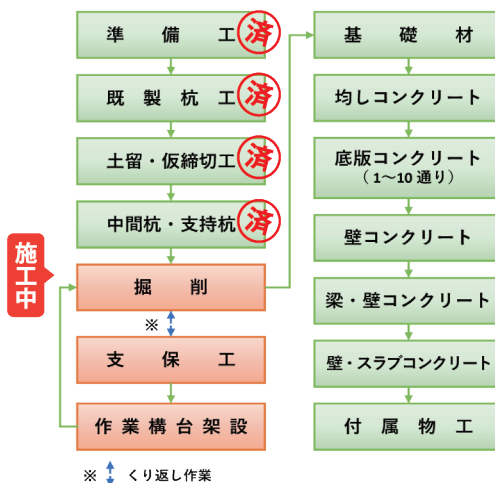 準備工
済
既製杭工
済
土留・仮締切工
済
中間杭・支持杭
済
施工中
掘削
※
支保工
作業構台架設
※ くり返し作業
基礎材
均しコンクリート
底版コンクリート
（1〜10 通り）
壁コンクリート
梁・壁コンクリート
壁・スラブコンクリート
付属物工